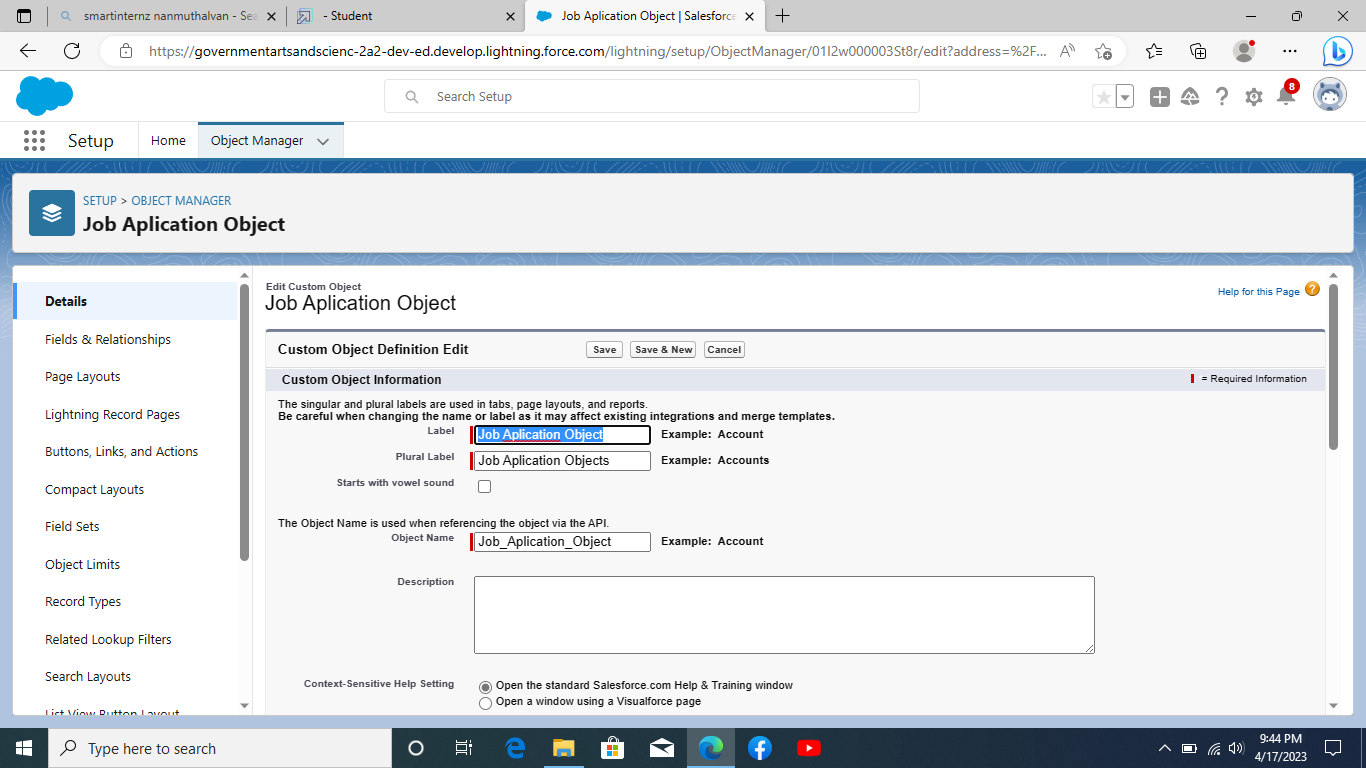 smartinternz nanmuthalvan - Sea
- Student
Job Aplication Object | Salesforce
https://governmentartsandscienc-2a2-dev-ed.develop.lightning.force.com/lightning/setup/ObjectManager/01I2w000003St8r/edit?address=%2F...
Search Setup
8
Setup
Home
Object Manager
SETUP > OBJECT MANAGER
Job Aplication Object
Details
Fields & Relationships
Page Layouts
Lightning Record Pages
Buttons, Links, and Actions
Compact Layouts
Field Sets
Object Limits
Record Types
Related Lookup Filters
Search Layouts
List View Button Layout
Edit Custom Object
Job Aplication Object
Help for this Page
Custom Object Definition Edit
Save
Save & New
Cancel
Custom Object Information
= Required Information
The singular and plural labels are used in tabs, page layouts, and reports.
Be careful when changing the name or label as it may affect existing integrations and merge templates.
Label Job Aplication Object Example: Account
Plural Label Job Aplication Objects Example: Accounts
Starts with vowel sound
The Object Name is used when referencing the object via the API.
Object Name Job_Aplication_Object Example: Account
Description
Context-Sensitive Help Setting Open the standard Salesforce.com Help & Training window
Open a window using a Visualforce page
Type here to search
9:44 PM
4/17/2023